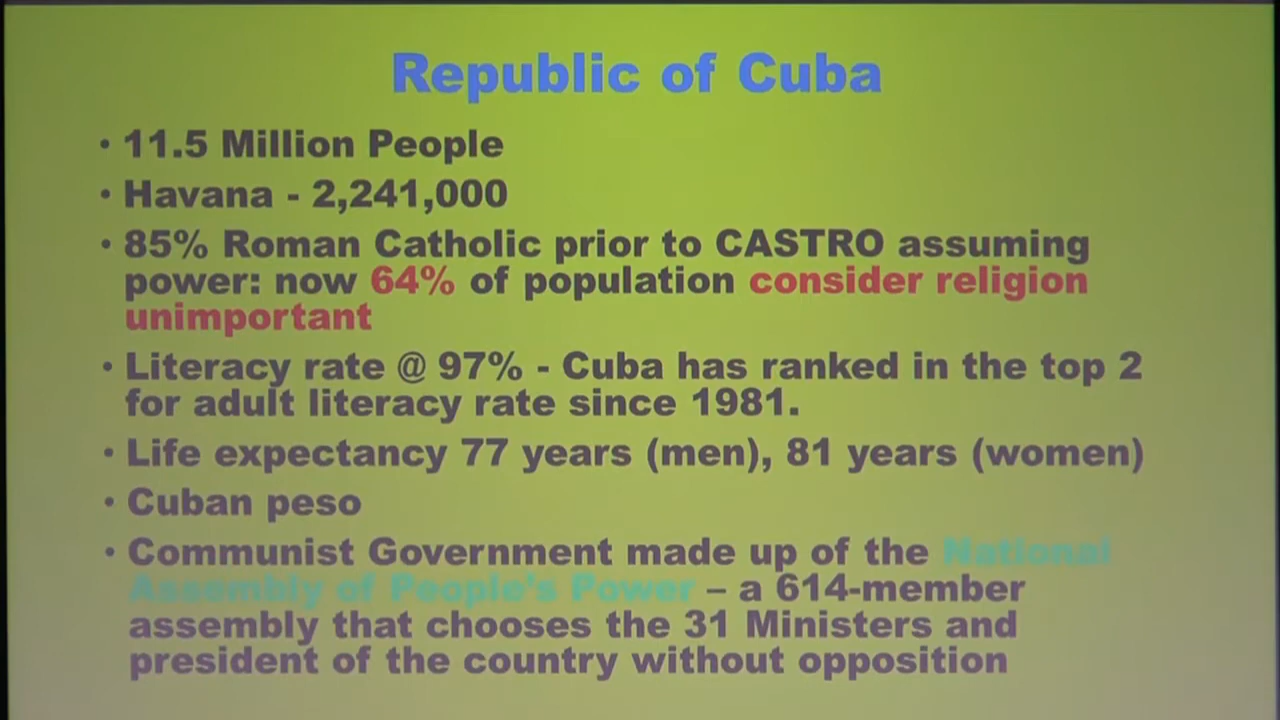 Republic of Cuba
• 11.5 Million People
• Havana - 2,241,000
• 85% Roman Catholic prior to CASTRO assuming
power: now 64% of population consider religion
unimportant
• Literacy rate @ 97% - Cuba has ranked in the top 2
for adult literacy rate since 1981.
• Life expectancy 77 years (men), 81 years (women)
• Cuban peso
• Communist Government made up of the National
Assembly of People's Power – a 614-member
assembly that chooses the 31 Ministers and
president of the country without opposition